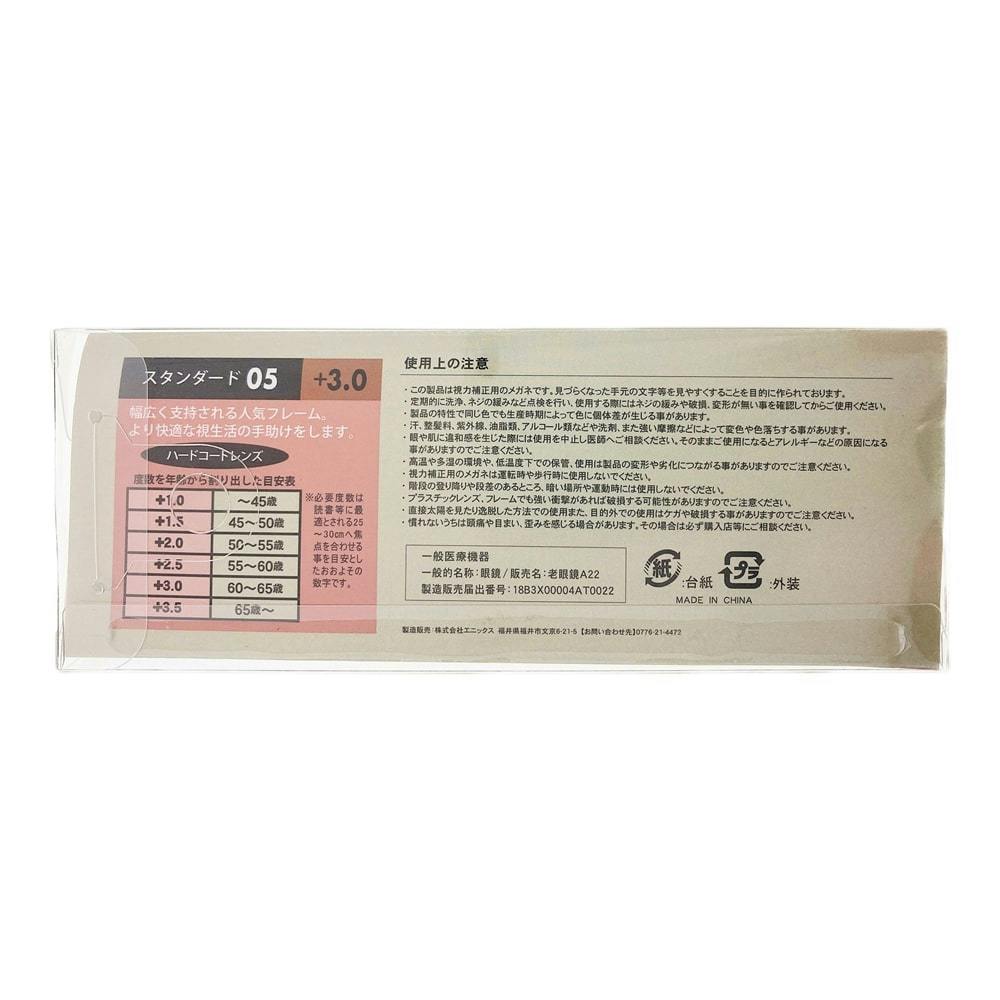 スタンダード 05 +3.0
幅広く支持される人気フレーム。
より快適な視生活の手助けをします。
ハードコートレンズ
度数を年齢から割り出した目安表
+1.0 ～45歳
+1.5 45～50歳
+2.0 50～55歳
+2.5 55～60歳
+3.0 60～65歳
+3.5 65歳～
※必要度数は
読書等に最
適とされる25
～30cmへ焦
点を合わせる
事を目安とし
たおおよその
数字です。
使用上の注意
・この製品は視力補正用のメガネです。見づらくなった手元の文字等を見やすくすることを目的に作られております。
・定期的に洗浄、ネジの緩みなど点検を行い、使用する際にはネジの緩みや破損、変形が無い事を確認してからご使用ください。
・製品の特性で同じ色でも生産時期によって色に個体差が生じる事があります。
・汗、整髪料、紫外線、油脂類、アルコール類などや洗剤、また強い摩擦などによって変色や色落ちする事があります。
・眼や肌に違和感を生じた際には使用を中止し医師へご相談ください。そのままご使用になるとアレルギーなどの原因になる
事がありますのでご注意ください。
・高温や多湿の環境や、低温度下での保管、使用は製品の変形や劣化につながる事がありますのでご注意ください。
・視力補正用のメガネは運転時や歩行時に使用しないでください。
・階段の登り降りや段差のあるところ、暗い場所や運動時には使用しないでください。
・プラスチックレンズ、フレームでも強い衝撃があれば破損する可能性がありますのでご注意ください。
・直接太陽を見たり逸脱した方法での使用また、目的外での使用はケガや破損する事がありますのでご注意ください。
・慣れないうちは頭痛や目まい、歪みを感じる場合があります。その場合は必ず購入店等にご相談ください。
一般医療機器
一般的名称：眼鏡／販売名：老眼鏡A22
製造販売届出番号：18B3X00004AT0022
紙 :台紙 プラ :外装
MADE IN CHINA
製造販売：株式会社エニックス 福井県福井市文京6-21-5【お問い合わせ先】0776-21-4472